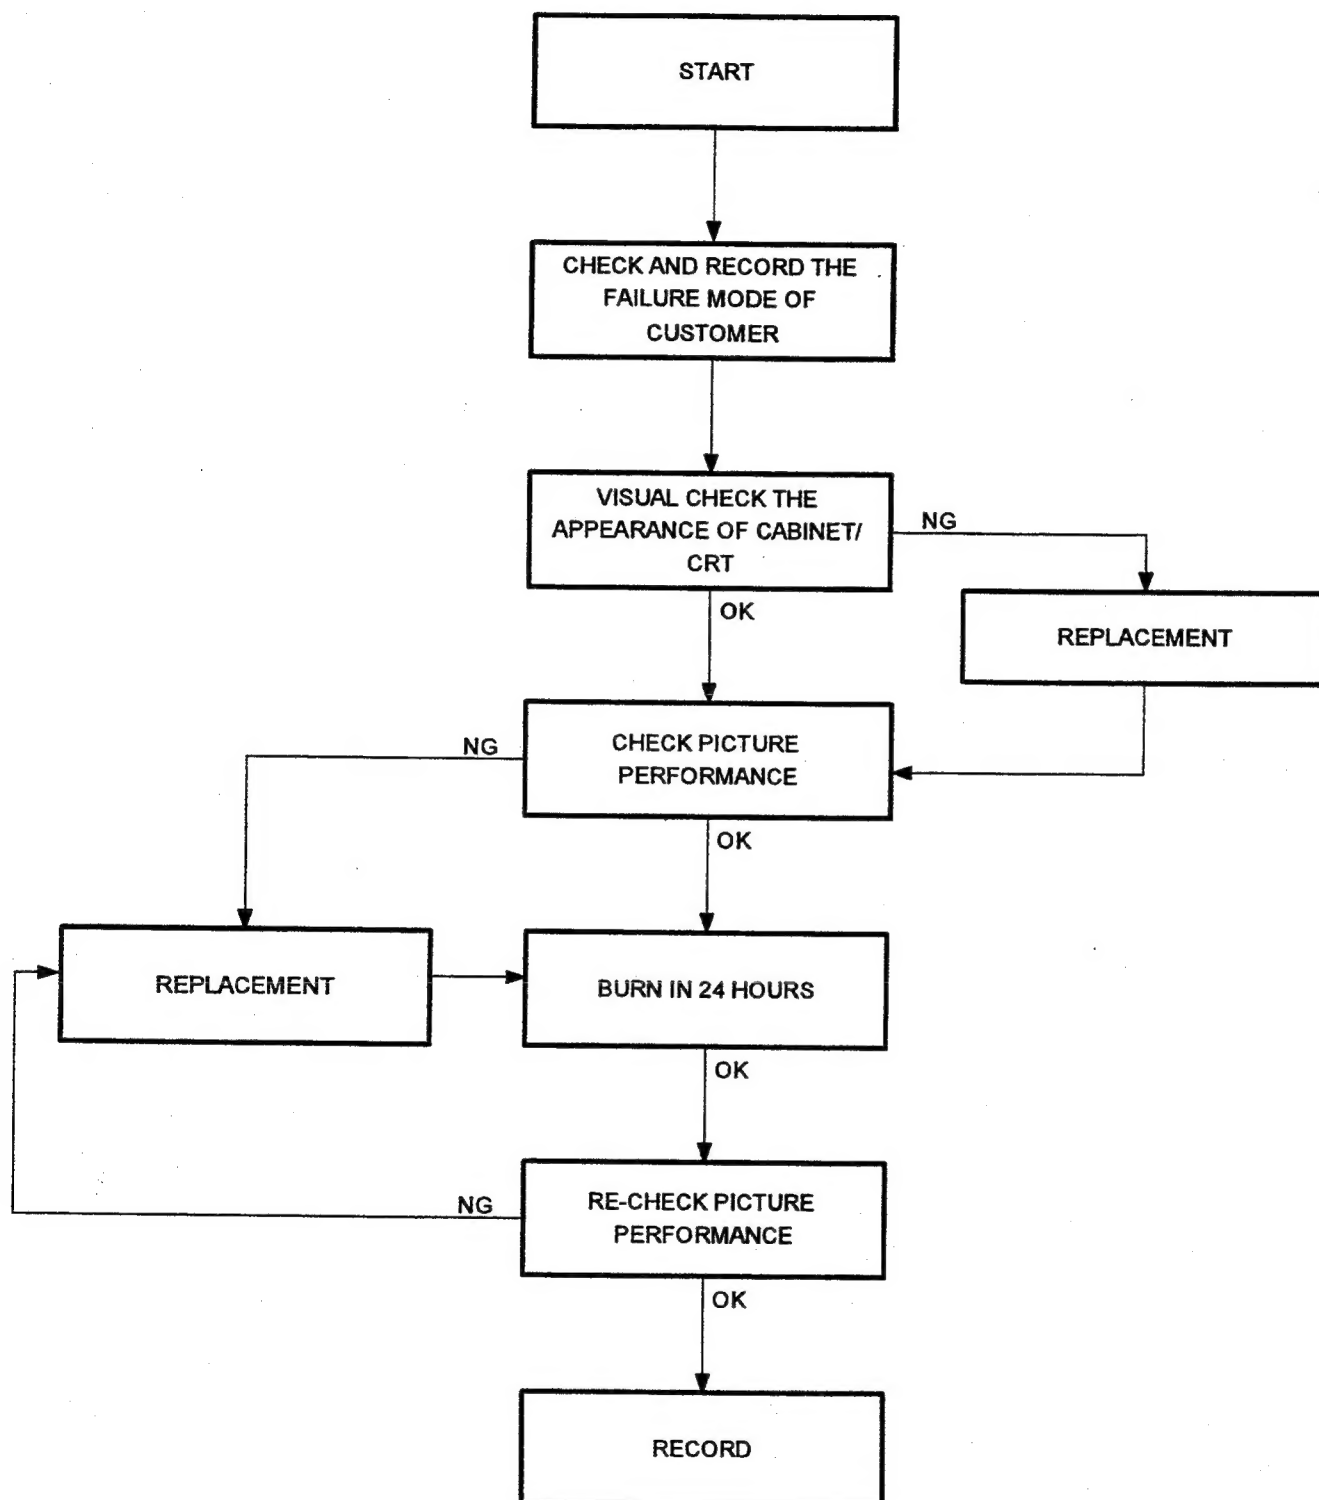 START
CHECK AND RECORD THE
FAILURE MODE OF
CUSTOMER
VISUAL CHECK THE
APPEARANCE OF CABINET/
CRT
NG
OK
REPLACEMENT
CHECK PICTURE
PERFORMANCE
NG
OK
REPLACEMENT
BURN IN 24 HOURS
OK
RE-CHECK PICTURE
PERFORMANCE
NG
OK
RECORD